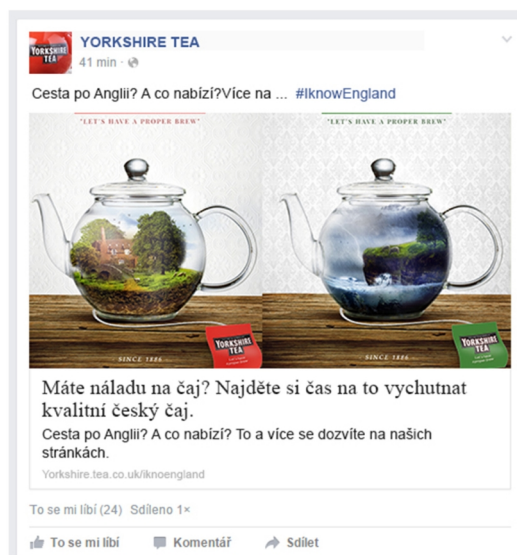 YORKSHIRE TEA
YORKSHIRE TEA
41 min
Cesta po Anglii? A co nabízí?Více na ... #IknowEngland
"LET'S HAVE A PROPER BREW"
"LET'S HAVE A PROPER BREW"
YORKSHIRE TEA
YORKSHIRE TEA
SINCE 1886
SINCE 1886
Máte náladu na čaj? Najděte si čas na to vychutnat
kvalitní český čaj.
Cesta po Anglii? A co nabízí? To a více se dozvíte na našich
stránkách.
Yorkshire.tea.co.uk/iknoengland
To se mi líbí (24) Sdíleno 1×
To se mi líbí Komentář Sdílet